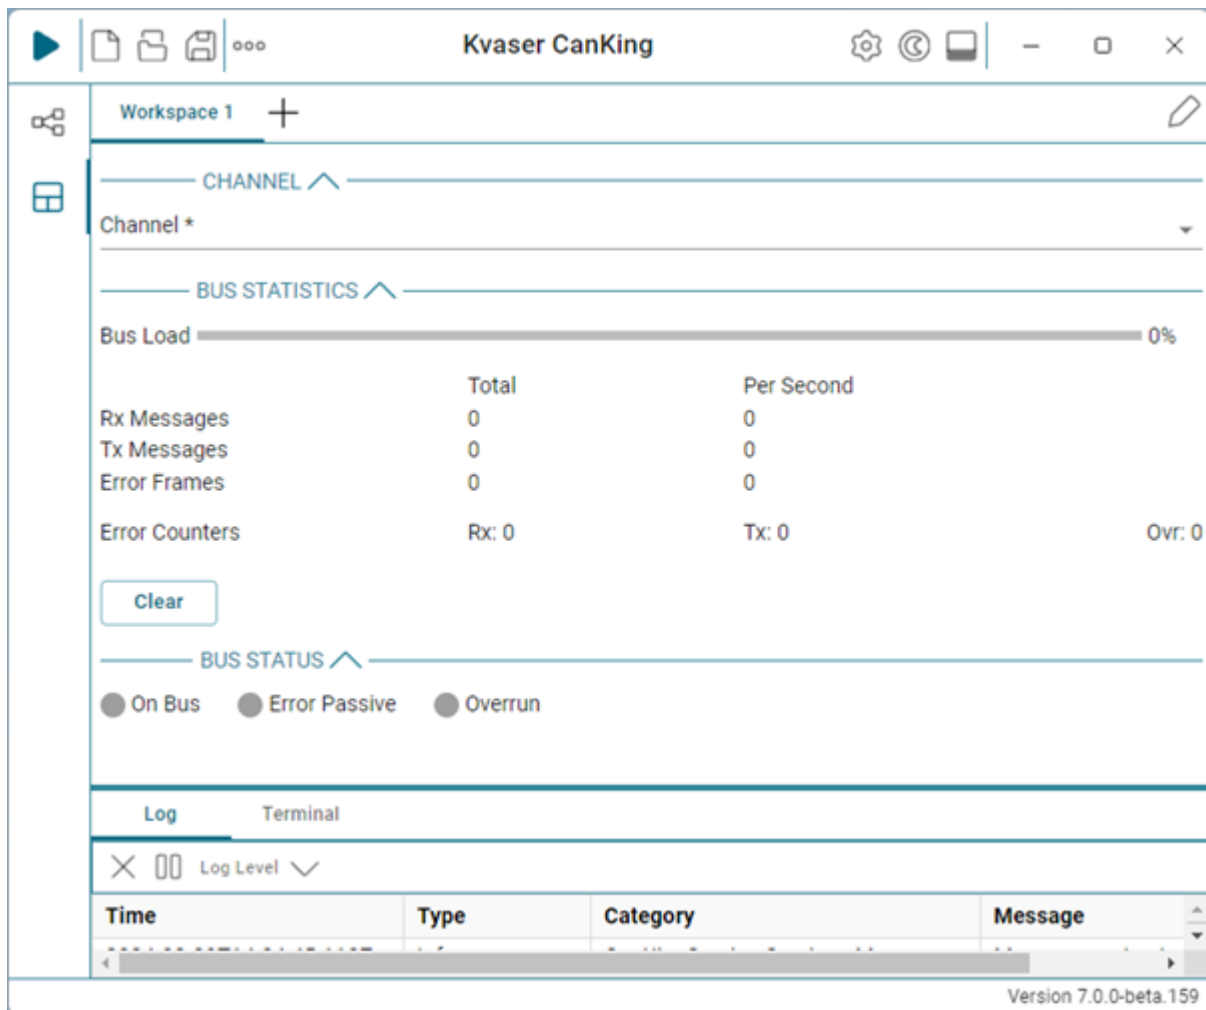 Kvaser CanKing
Workspace 1
CHANNEL
Channel *
BUS STATISTICS
Bus Load 0%
Total Per Second
Rx Messages 0 0
Tx Messages 0 0
Error Frames 0 0
Error Counters Rx: 0 Tx: 0 Ovr: 0
Clear
BUS STATUS
On Bus Error Passive Overrun
Log Terminal
Log Level
Time Type Category Message
Version 7.0.0-beta.159